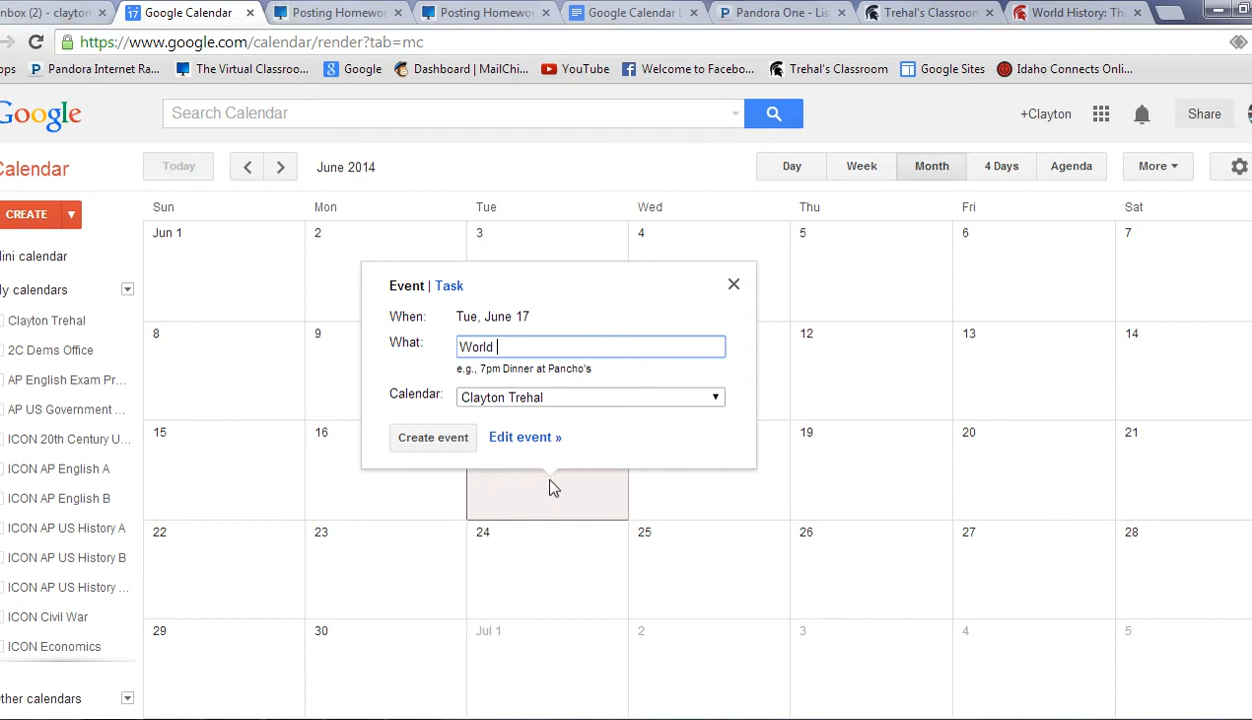 nbox (2) - clayton
Google Calendar
Posting Homewor
Posting Homewo
Google Calendar L
Pandora One - Lis
Trehal's Classroom
World History: The
https://www.google.com/calendar/render?tab=mc
pps
Pandora Internet Ra...
The Virtual Classroo...
Google
Dashboard | MailChi...
YouTube
Welcome to Facebo...
Trehal's Classroom
Google Sites
Idaho Connects Onli...
Google
Search Calendar
+Clayton
Share
Calendar
Today
June 2014
Day
Week
Month
4 Days
Agenda
More
CREATE
Sun
Mon
Tue
Wed
Thu
Fri
Sat
Jun 1
2
3
4
5
6
7
ini calendar
y calendars
Clayton Trehal
2C Dems Office
AP English Exam Pr...
AP US Government ...
ICON 20th Century U...
ICON AP English A
ICON AP English B
ICON AP US History A
ICON AP US History B
ICON AP US History ...
ICON Civil War
ICON Economics
Other calendars
Event | Task
When: Tue, June 17
What: World
e.g., 7pm Dinner at Pancho's
Calendar: Clayton Trehal
Create event
Edit event »
8
9
12
13
14
15
16
19
20
21
22
23
24
25
26
27
28
29
30
Jul 1
2
3
4
5